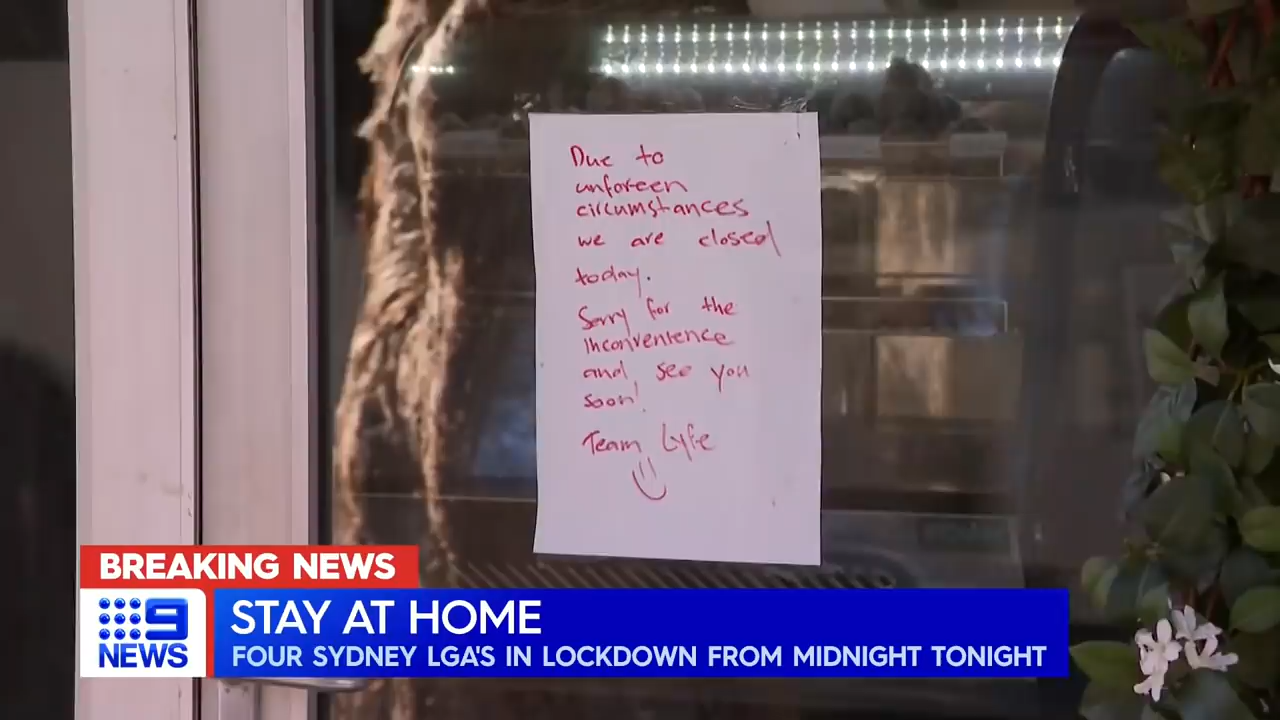 Due to
unforeen
circumstances
we are closed
today.
Sorry for the
inconvenience
and see you
soon!
Team Lyfe
BREAKING NEWS
9
NEWS
STAY AT HOME
FOUR SYDNEY LGA'S IN LOCKDOWN FROM MIDNIGHT TONIGHT